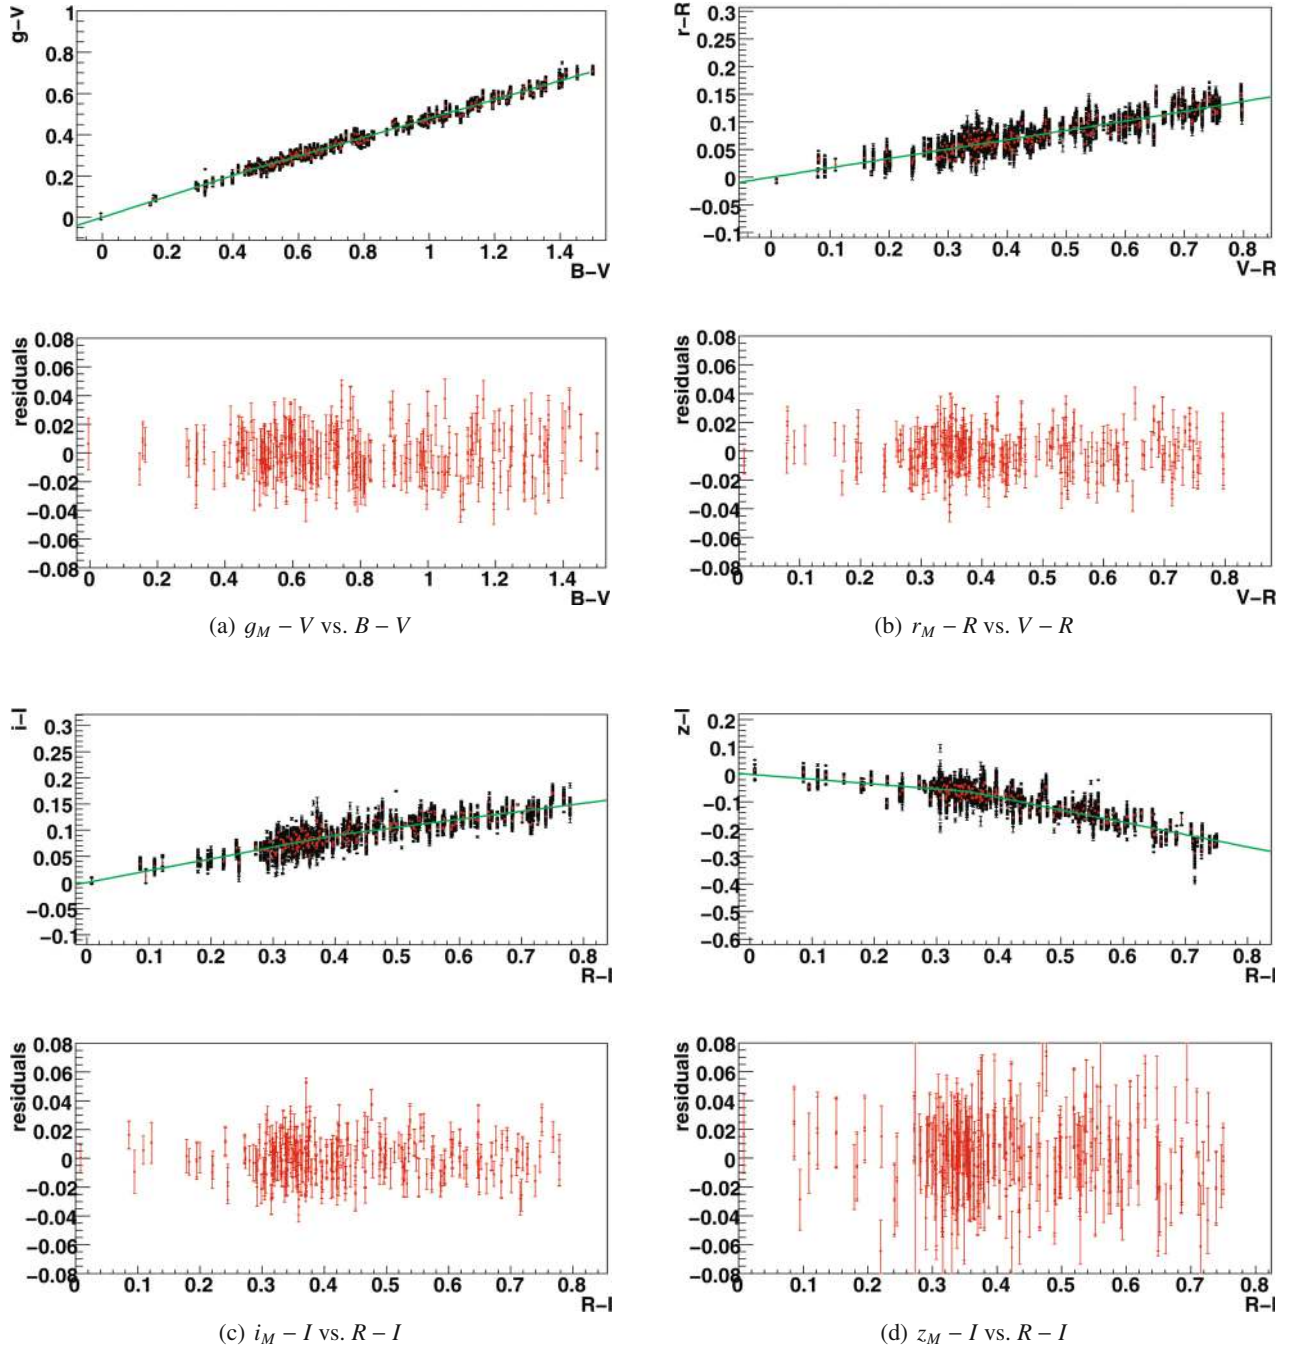 g−V
1
0.8
0.6
0.4
0.2
0
0 0.2 0.4 0.6 0.8 1 1.2 1.4
B−V
r−R
0.3
0.25
0.2
0.15
0.1
0.05
0
−0.05
−0.1
0 0.1 0.2 0.3 0.4 0.5 0.6 0.7 0.8
V−R
residuals
0.08
0.06
0.04
0.02
0
−0.02
−0.04
−0.06
−0.08
0 0.2 0.4 0.6 0.8 1 1.2 1.4
B−V
(a) gM − V vs. B − V
residuals
0.08
0.06
0.04
0.02
0
−0.02
−0.04
−0.06
−0.08
0 0.1 0.2 0.3 0.4 0.5 0.6 0.7 0.8
V−R
(b) rM − R vs. V − R
i−I
0.3
0.25
0.2
0.15
0.1
0.05
0
−0.05
−0.1
0 0.1 0.2 0.3 0.4 0.5 0.6 0.7 0.8
R−I
z−I
0.2
0.1
0
−0.1
−0.2
−0.3
−0.4
−0.5
−0.6
0 0.1 0.2 0.3 0.4 0.5 0.6 0.7 0.8
R−I
residuals
0.08
0.06
0.04
0.02
0
−0.02
−0.04
−0.06
−0.08
0.1 0.2 0.3 0.4 0.5 0.6 0.7 0.8
R−I
(c) iM − I vs. R − I
residuals
0.08
0.06
0.04
0.02
0
−0.02
−0.04
−0.06
−0.08
0 0.1 0.2 0.3 0.4 0.5 0.6 0.7 0.8
R−I
(d) zM − I vs. R − I